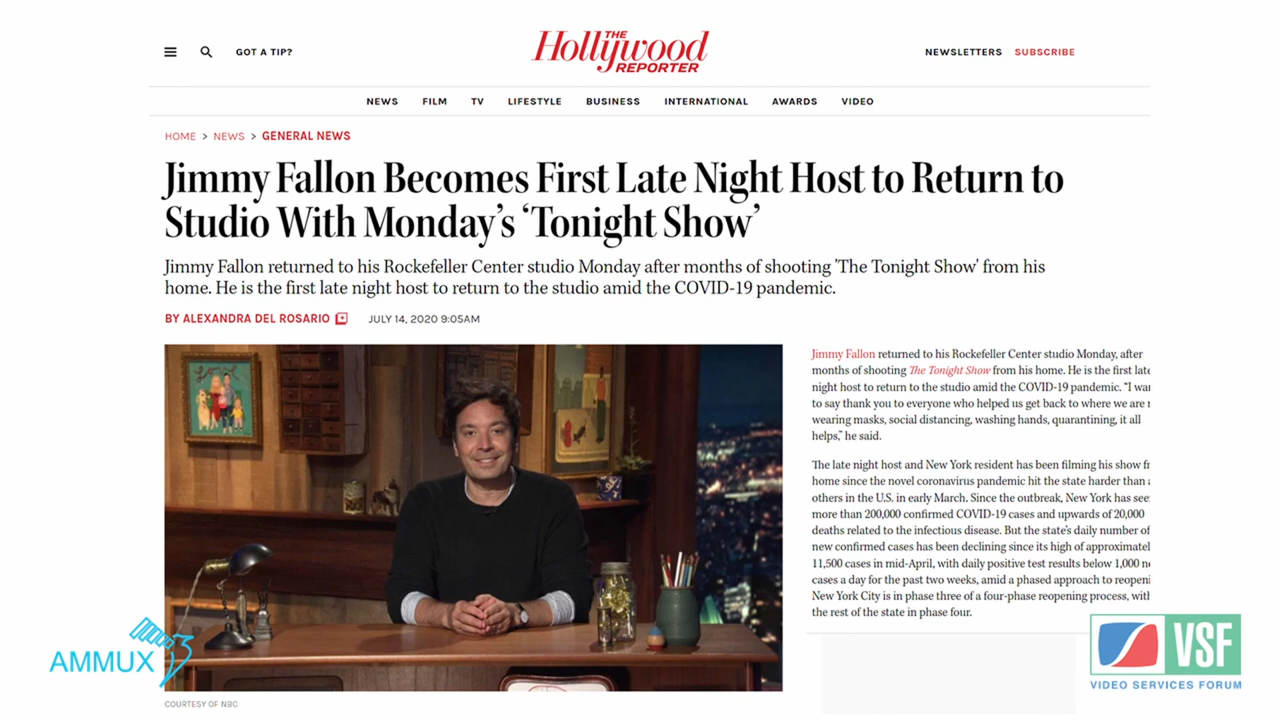 GOT A TIP?
THE
Hollywood
REPORTER
NEWSLETTERS SUBSCRIBE
NEWS FILM TV LIFESTYLE BUSINESS INTERNATIONAL AWARDS VIDEO
HOME > NEWS > GENERAL NEWS
Jimmy Fallon Becomes First Late Night Host to Return to
Studio With Monday's ‘Tonight Show’
Jimmy Fallon returned to his Rockefeller Center studio Monday after months of shooting 'The Tonight Show' from his
home. He is the first late night host to return to the studio amid the COVID-19 pandemic.
BY ALEXANDRA DEL ROSARIO JULY 14, 2020 9:05AM
Love
Jimmy Fallon returned to his Rockefeller Center studio Monday, after
months of shooting The Tonight Show from his home. He is the first late
night host to return to the studio amid the COVID-19 pandemic. “I
to say thank you to everyone who helped us get back to where we are
wearing masks, social distancing, washing hands, quarantining, it all
helps,” he said.
The late night host and New York resident has been filming his show
home since the novel coronavirus pandemic hit the state harder than
others in the U.S. in early March. Since the outbreak, New York has
more than 200,000 confirmed COVID-19 cases and upwards of 20,000
deaths related to the infectious disease. But the state's daily number of
new confirmed cases has been declining since its high of
11,500 cases in mid-April, with daily positive test results below 1,000
cases a day for the past two weeks, amid a phased approach to
New York City is in phase three of a four-phase reopening process,
the rest of the state in phase four.
AMMUX
VSF
VIDEO SERVICES FORUM
COURTESY OF NBC